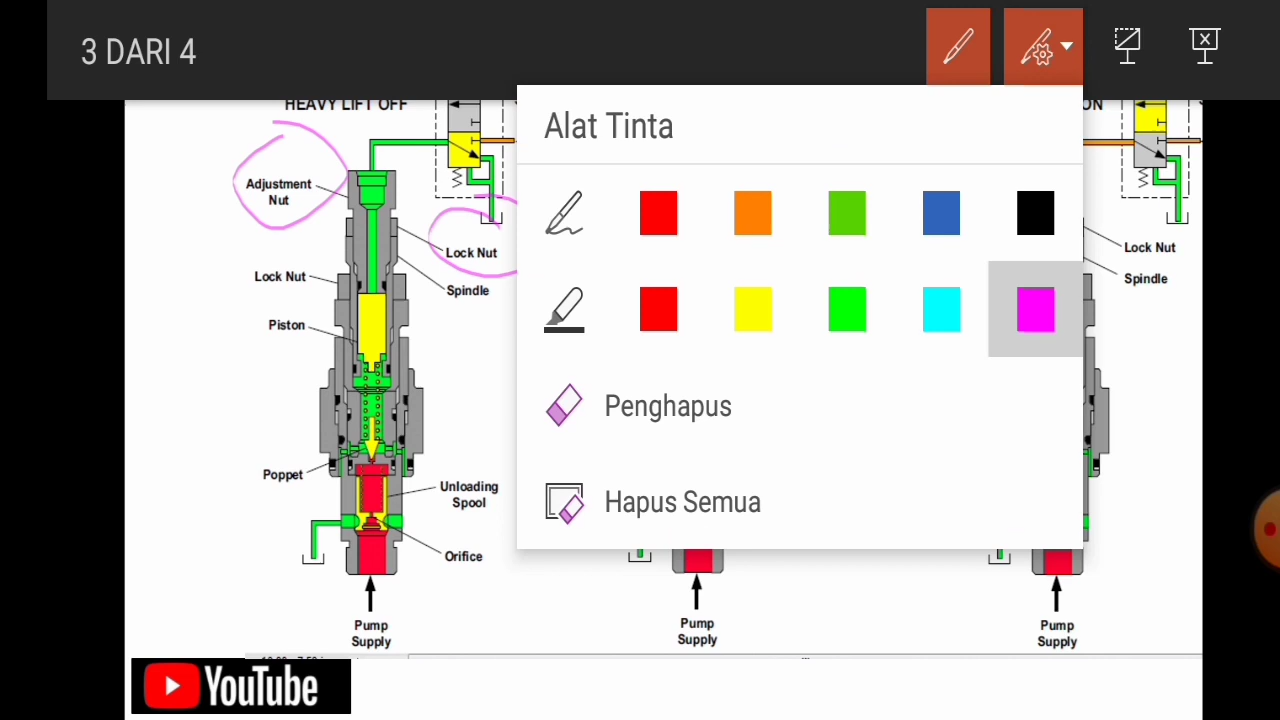 3 DARI 4
HEAVY LIFT OFF
ON
Alat Tinta
Adjustment
Nut
Lock Nut
Lock Nut
Spindle
Piston
Poppet
Unloading
Spool
Orifice
Lock Nut
Spindle
Penghapus
Hapus Semua
Pump
Supply
Pump
Supply
Pump
Supply
YouTube